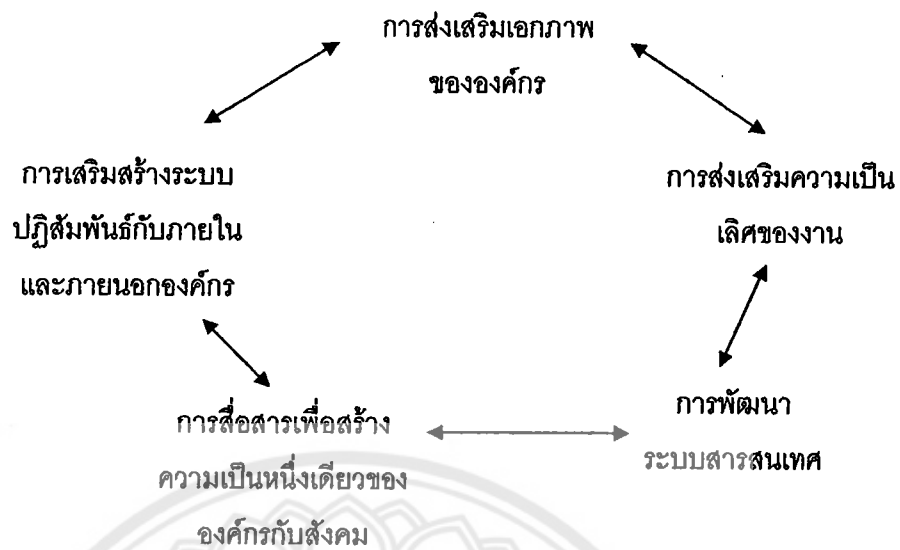 การส่งเสริมเอกภาพ
ขององค์กร
การเสริมสร้างระบบ
ปฏิสัมพันธ์กับภายใน
และภายนอกองค์กร
การส่งเสริมความเป็น
เลิศของงาน
การสื่อสารเพื่อสร้าง
ความเป็นหนึ่งเดียวของ
องค์กรกับสังคม
การพัฒนา
ระบบสารสนเทศ